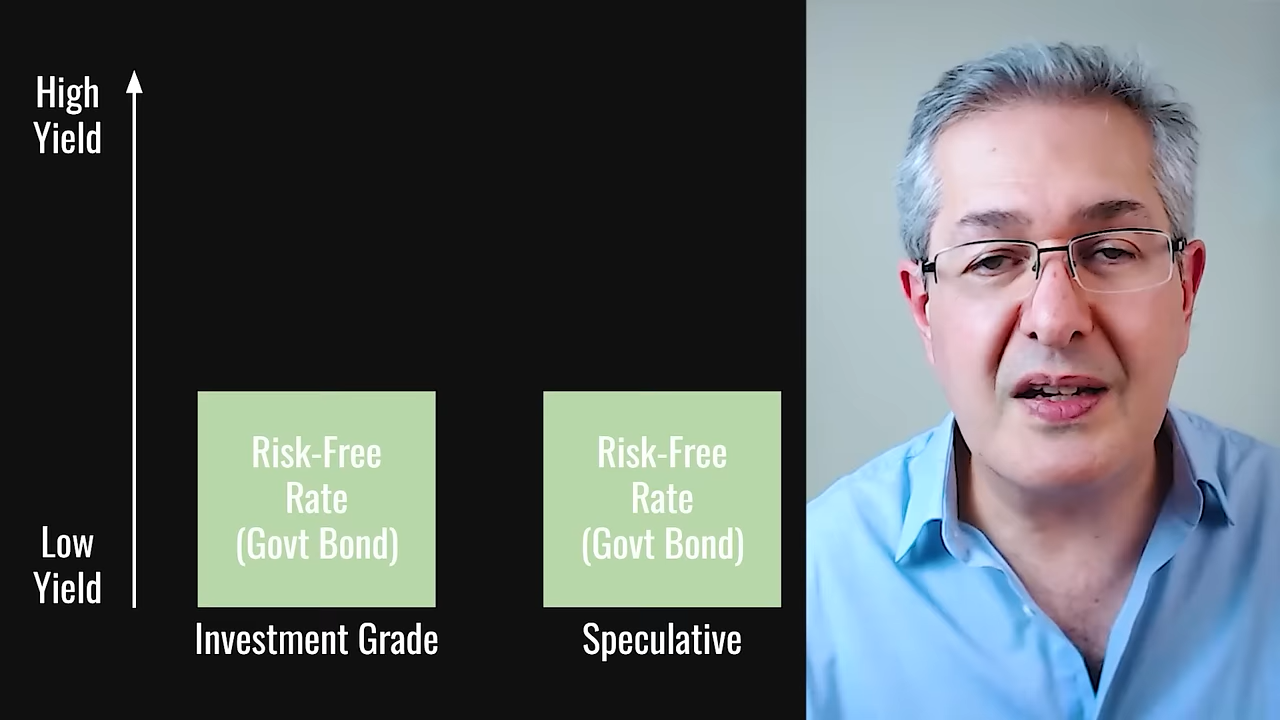 High
Yield
Risk-Free
Rate
(Govt Bond)
Risk-Free
Rate
(Govt Bond)
Low
Yield
Investment Grade
Speculative